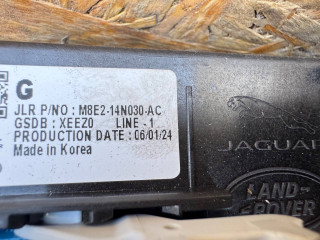 G
JLR P/NO : M8E2-14N030-AC
GSDB : XEEZ0 LINE - 1
PRODUCTION DATE : 06/01/24
Made in Korea
JAGUAR
LAND-
ROVER